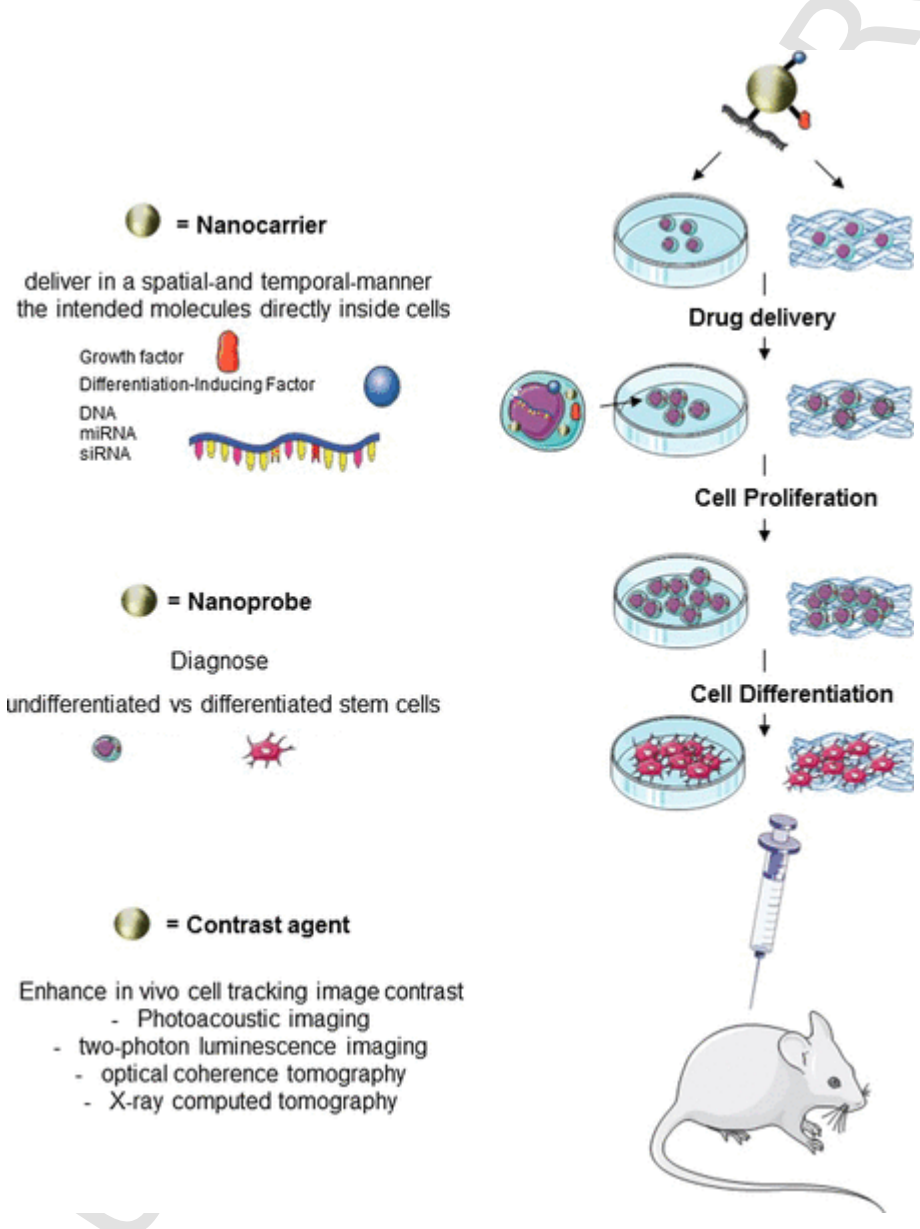 = Nanocarrier
deliver in a spatial-and temporal-manner
the intended molecules directly inside cells
Growth factor
Differentiation-Inducing Factor
DNA
miRNA
siRNA
= Nanoprobe
Diagnose
undifferentiated vs differentiated stem cells
= Contrast agent
Enhance in vivo cell tracking image contrast
- Photoacoustic imaging
- two-photon luminescence imaging
- optical coherence tomography
- X-ray computed tomography
Drug delivery
Cell Proliferation
Cell Differentiation